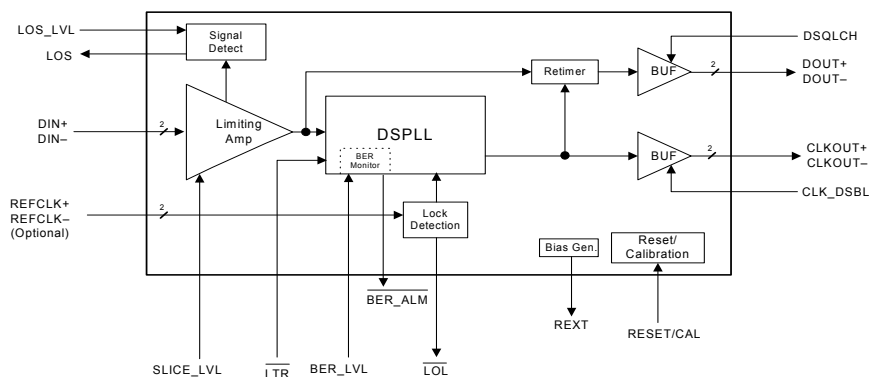 LOS_LVL
LOS
Signal
Detect
DSQLCH
DOUT+
DOUT–
2
BUF
Retimer
DIN+
DIN–
2
Limiting
Amp
DSPLL
BER
Monitor
CLKOUT+
CLKOUT–
2
BUF
CLK_DSBL
REFCLK+
REFCLK–
(Optional)
2
Lock
Detection
Bias Gen.
Reset/
Calibration
BER_ALM
REXT
RESET/CAL
SLICE_LVL
LTR
BER_LVL
LOL